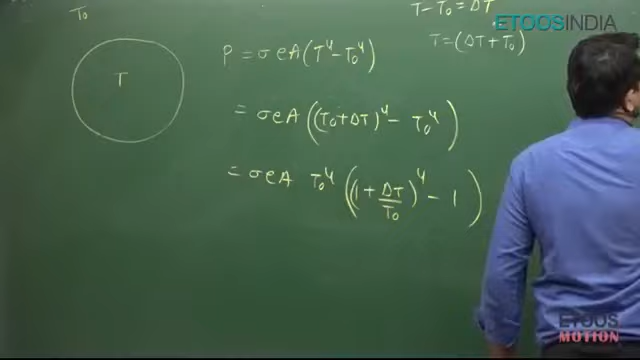 T₀
T
T - T₀ = ΔT
T = (ΔT + T₀)
P = σeA(T⁴ - T₀⁴)
= σeA((T₀+ΔT)⁴ - T₀⁴)
= σeA T₀⁴((1 + ΔT/T₀)⁴ - 1)
ETOOSINDIA
ETOOS
MOTION